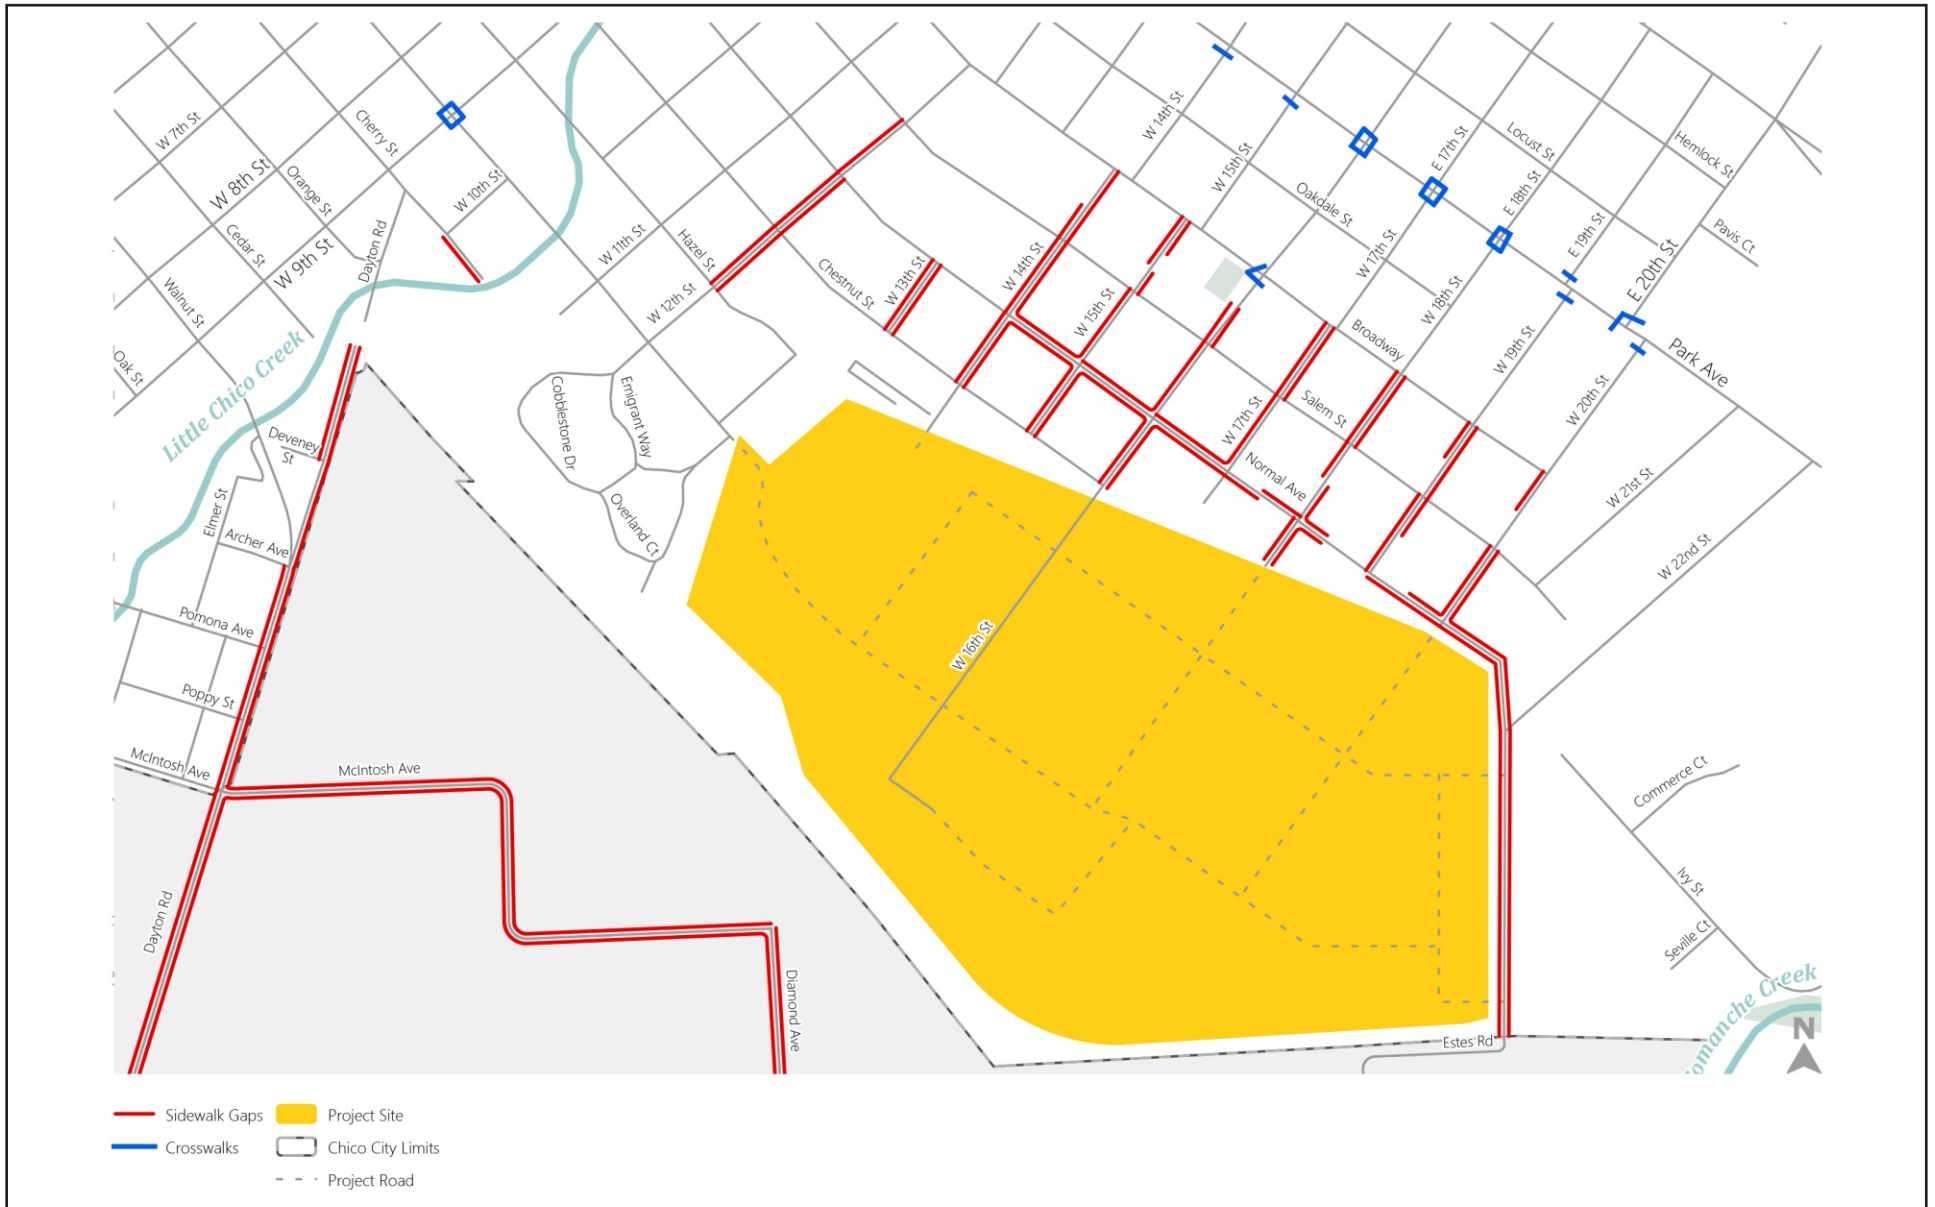 W 7th St
W 8th St
Cherry St
Orange St
W 10th St
Cedar St
W 9th St
Dayton Rd
Walnut St
Oak St
Little Chico Creek
W 11th St
Hazel St
W 12th St
Chestnut St
W 13th St
W 14th St
W 14th St
W 15th St
W 15th St
Oakdale St
E 17th St
Locust St
Hemlock St
E 18th St
Pavis Ct
E 19th St
E 20th St
W 17th St
W 18th St
Broadway
W 19th St
Park Ave
W 20th St
Salem St
W 17th St
Normal Ave
W 21st St
W 22nd St
Cobblestone Dr
Emigrant Way
Overland Ct
Deveney
St
Elmer St
Archer Ave
Pomona Ave
Poppy St
McIntosh Ave
McIntosh Ave
W 16th St
Commerce Ct
Ivy St
Seville Ct
Dayton Rd
Diamond Ave
Estes Rd
omanche Creek
N
Sidewalk Gaps
Project Site
Crosswalks
Chico City Limits
Project Road